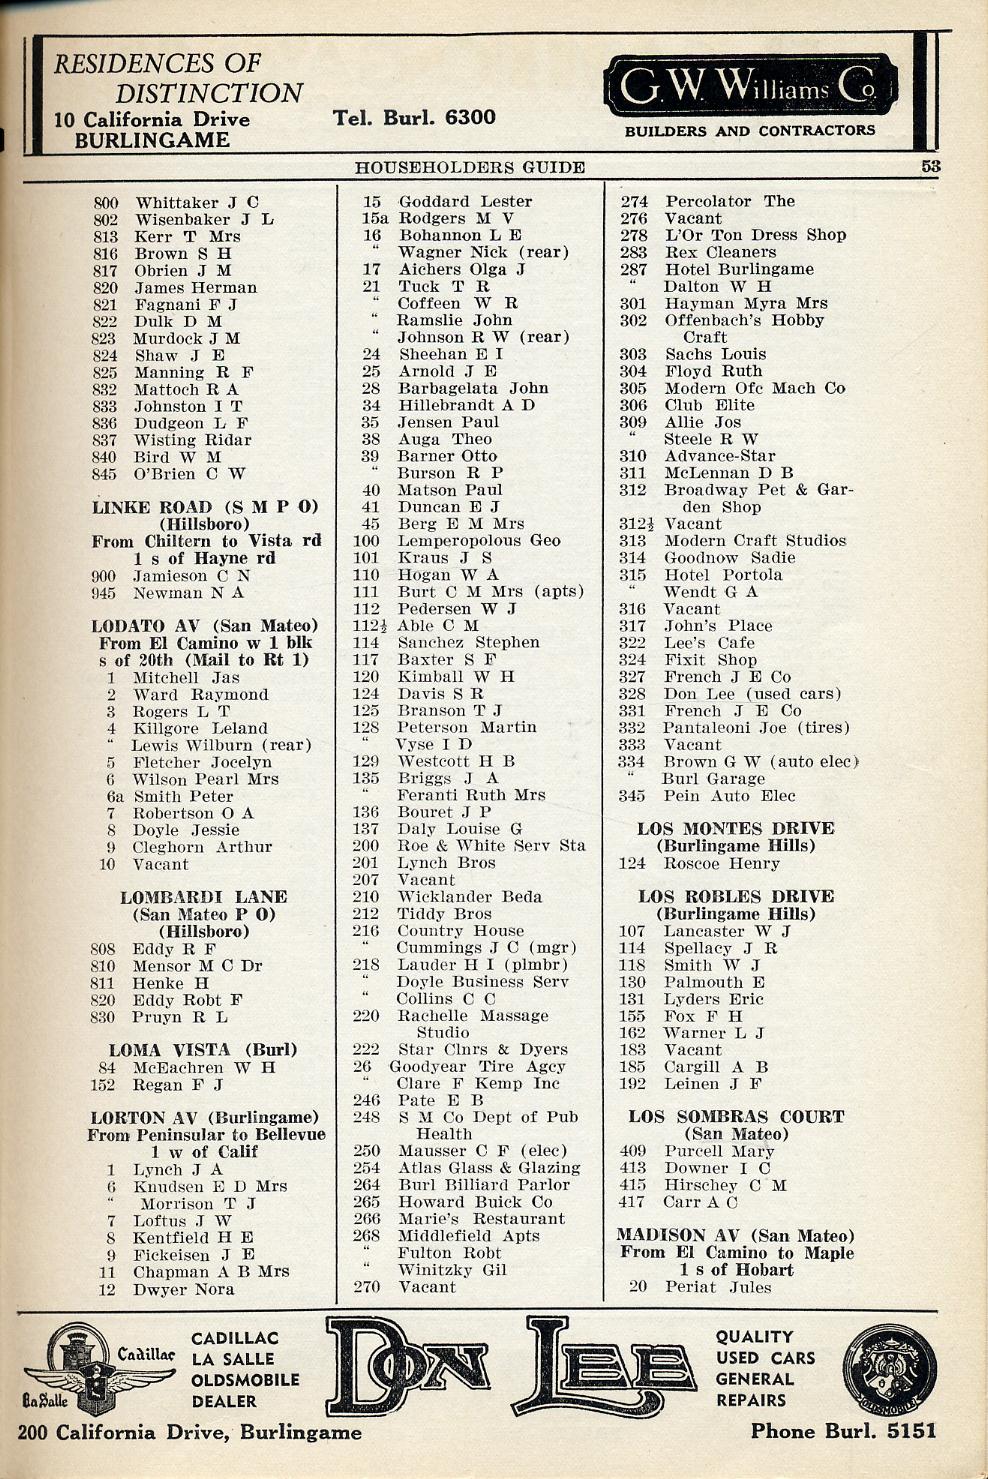 RESIDENCES OF
DISTINCTION
10 California Drive
BURLINGAME
Tel. Burl. 6300
G. W. Williams Co.
BUILDERS AND CONTRACTORS
HOUSEHOLDERS GUIDE 53
800 Whittaker J C
802 Wisenbaker J L
813 Kerr T Mrs
816 Brown S H
817 Obrien J M
820 James Herman
821 Fagnani F J
822 Dulk D M
823 Murdock J M
824 Shaw J E
825 Manning R F
832 Mattoch R A
833 Johnston I T
836 Dudgeon L F
837 Wisting Ridar
840 Bird W M
845 O'Brien C W
LINKE ROAD (S M P O)
(Hillsboro)
From Chiltern to Vista rd
1 s of Hayne rd
900 Jamieson C N
945 Newman N A
LODATO AV (San Mateo)
From El Camino w 1 blk
s of 20th (Mail to Rt 1)
1 Mitchell Jas
2 Ward Raymond
3 Rogers L T
4 Killgore Leland
" Lewis Wilburn (rear)
5 Fletcher Jocelyn
6 Wilson Pearl Mrs
6a Smith Peter
7 Robertson O A
8 Doyle Jessie
9 Cleghorn Arthur
10 Vacant
LOMBARDI LANE
(San Mateo P O)
(Hillsboro)
808 Eddy R F
810 Mensor M C Dr
811 Henke H
820 Eddy Robt F
830 Pruyn R L
LOMA VISTA (Burl)
84 McEachren W H
152 Regan F J
LORTON AV (Burlingame)
From Peninsular to Bellevue
1 w of Calif
1 Lynch J A
6 Knudsen E D Mrs
" Morrison T J
7 Loftus J W
8 Kentfield H E
9 Fickeisen J E
11 Chapman A B Mrs
12 Dwyer Nora
15 Goddard Lester
15a Rodgers M V
16 Bohannon L E
" Wagner Nick (rear)
17 Aichers Olga J
21 Tuck T R
" Coffeen W R
" Ramslie John
" Johnson R W (rear)
24 Sheehan E I
25 Arnold J E
28 Barbagelata John
34 Hillebrandt A D
35 Jensen Paul
38 Auga Theo
39 Barner Otto
" Burson R P
40 Matson Paul
41 Duncan E J
45 Berg E M Mrs
100 Lemperopolous Geo
101 Kraus J S
110 Hogan W A
111 Burt C M Mrs (apts)
112 Pedersen W J
112½ Able C M
114 Sanchez Stephen
117 Baxter S F
120 Kimball W H
124 Davis S R
125 Branson T J
128 Peterson Martin
" Vyse I D
129 Westcott H B
135 Briggs J A
" Feranti Ruth Mrs
136 Bouret J P
137 Daly Louise G
200 Roe & White Serv Sta
201 Lynch Bros
207 Vacant
210 Wicklander Beda
212 Tiddy Bros
216 Country House
" Cummings J C (mgr)
218 Lauder H I (plmbr)
" Doyle Business Serv
" Collins C C
220 Rachelle Massage
Studio
222 Star Clnrs & Dyers
26 Goodyear Tire Agcy
" Clare F Kemp Inc
246 Pate E B
248 S M Co Dept of Pub
Health
250 Mausser C F (elec)
254 Atlas Glass & Glazing
264 Burl Billiard Parlor
265 Howard Buick Co
266 Marie's Restaurant
268 Middlefield Apts
" Fulton Robt
" Winitzky Gil
270 Vacant
274 Percolator The
276 Vacant
278 L'Or Ton Dress Shop
283 Rex Cleaners
287 Hotel Burlingame
" Dalton W H
301 Hayman Myra Mrs
302 Offenbach's Hobby
Craft
303 Sachs Louis
304 Floyd Ruth
305 Modern Ofc Mach Co
306 Club Elite
309 Allie Jos
" Steele R W
310 Advance-Star
311 McLennan D B
312 Broadway Pet & Gar-
den Shop
312½ Vacant
313 Modern Craft Studios
314 Goodnow Sadie
315 Hotel Portola
" Wendt G A
316 Vacant
317 John's Place
322 Lee's Cafe
324 Fixit Shop
327 French J E Co
328 Don Lee (used cars)
331 French J E Co
332 Pantaleoni Joe (tires)
333 Vacant
334 Brown G W (auto elec)
" Burl Garage
345 Pein Auto Elec
LOS MONTES DRIVE
(Burlingame Hills)
124 Roscoe Henry
LOS ROBLES DRIVE
(Burlingame Hills)
107 Lancaster W J
114 Spellacy J R
118 Smith W J
130 Palmouth E
131 Lyders Eric
155 Fox F H
162 Warner L J
183 Vacant
185 Cargill A B
192 Leinen J F
LOS SOMBRAS COURT
(San Mateo)
409 Purcell Mary
413 Downer I C
415 Hirschey C M
417 Carr A C
MADISON AV (San Mateo)
From El Camino to Maple
1 s of Hobart
20 Periat Jules
Cadillac
LaSalle
CADILLAC
LA SALLE
OLDSMOBILE
DEALER
DON LEE
QUALITY
USED CARS
GENERAL
REPAIRS
OLDSMOBILE
200 California Drive, Burlingame
Phone Burl. 5151